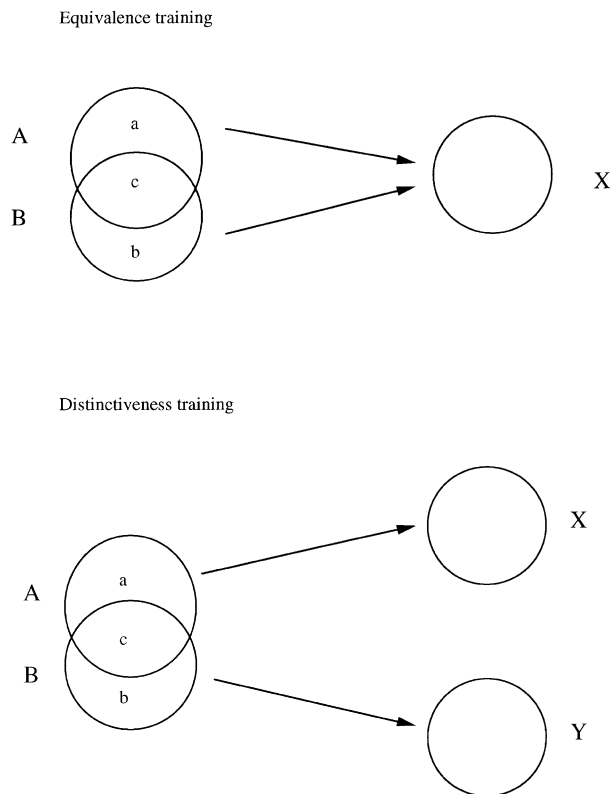 Equivalence training
a
A
c
X
B
b
Distinctiveness training
X
a
A
c
B
b
Y